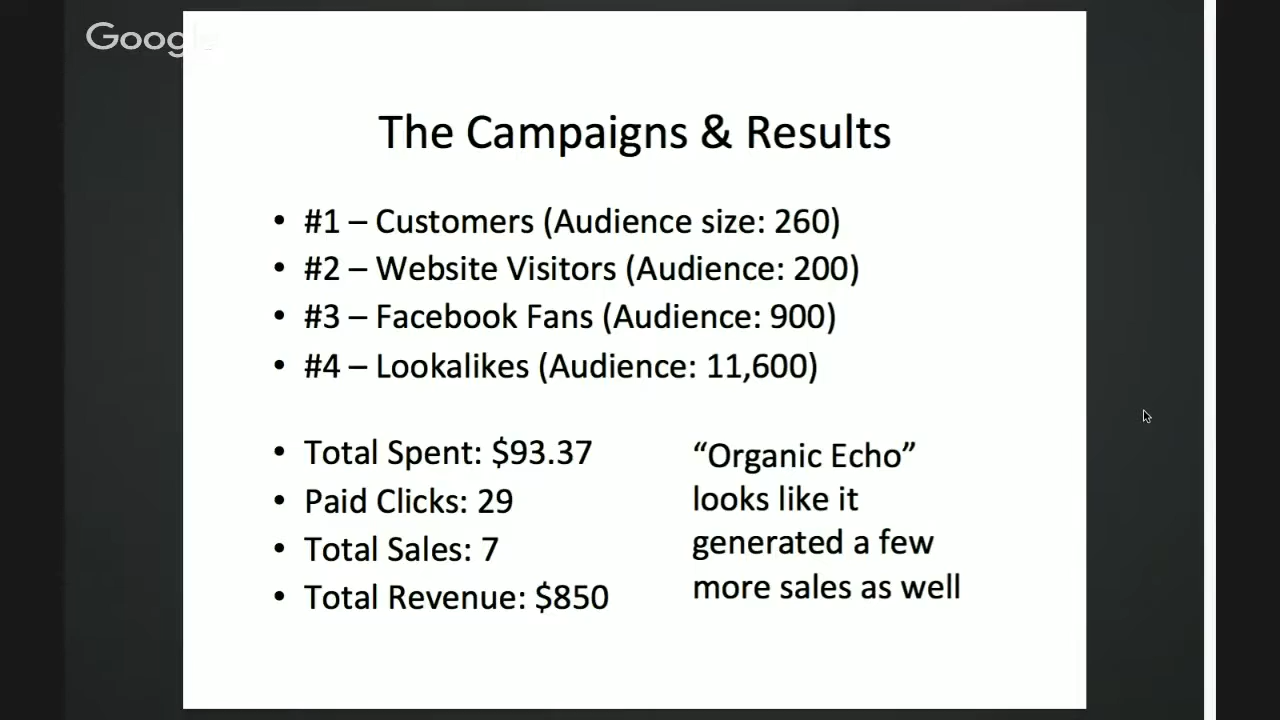 Google
The Campaigns & Results
• #1 – Customers (Audience size: 260)
• #2 – Website Visitors (Audience: 200)
• #3 – Facebook Fans (Audience: 900)
• #4 – Lookalikes (Audience: 11,600)
• Total Spent: $93.37
• Paid Clicks: 29
• Total Sales: 7
• Total Revenue: $850
“Organic Echo”
looks like it
generated a few
more sales as well